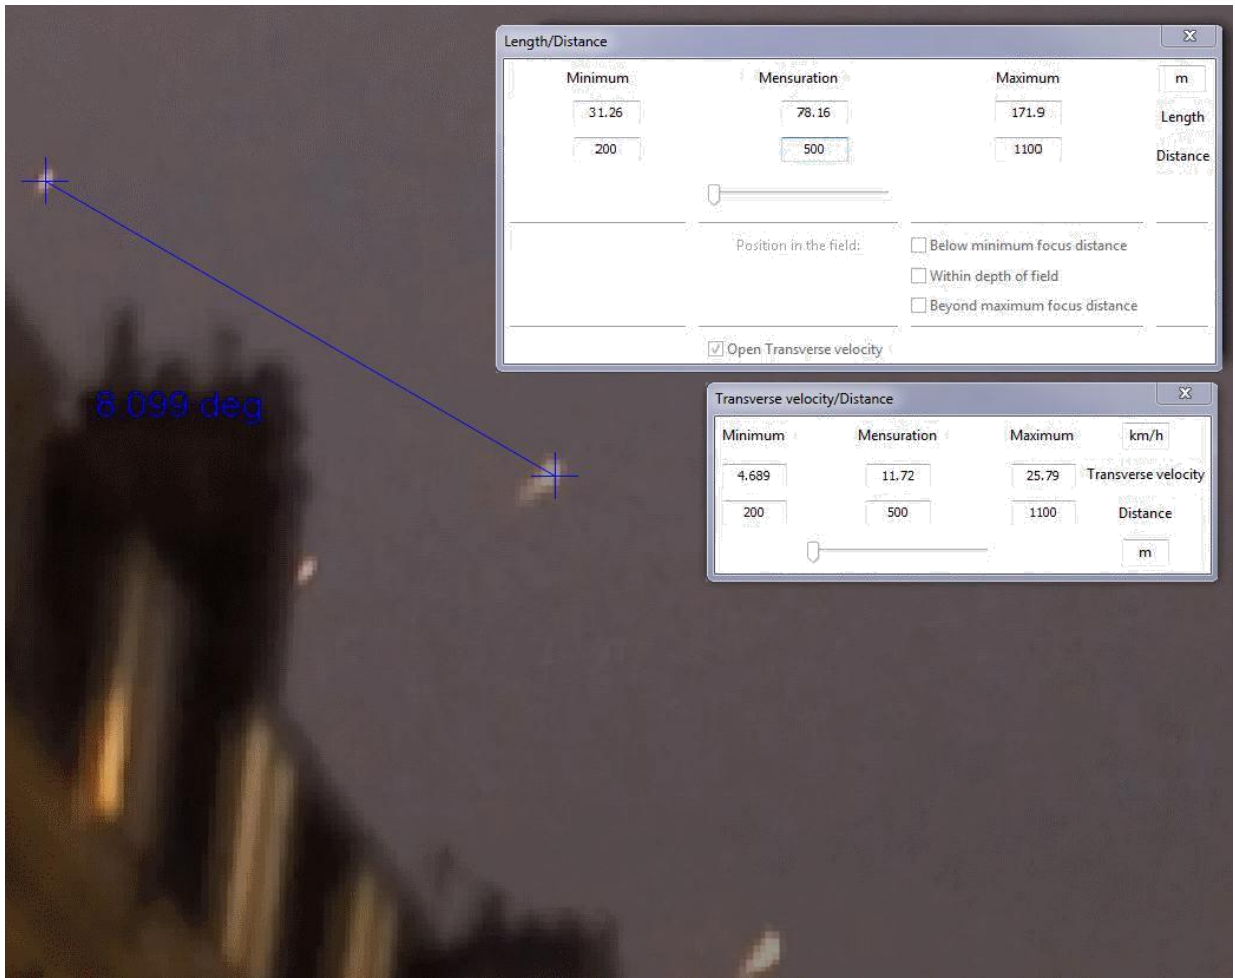 Length/Distance
Minimum Mensuration Maximum m
31.26 78.16 171.9 Length
200 500 1100 Distance
Position in the field: Below minimum focus distance
Within depth of field
Beyond maximum focus distance
Open Transverse velocity
Transverse velocity/Distance
Minimum Mensuration Maximum km/h
4.689 11.72 25.79 Transverse velocity
200 500 1100 Distance
m
deg